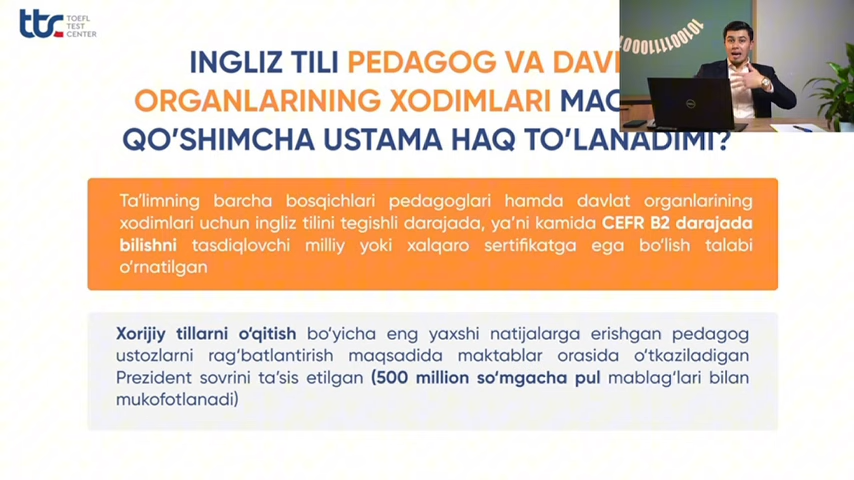 ttc TOEFL
TEST
CENTER
INGLIZ TILI PEDAGOG VA
ORGANLARINING XODIMLARI
QO‘SHIMCHA USTAMA HAQ TO‘LANADIMI?
Ta’limning barcha bosqichlari pedagoglari hamda davlat organlarining
xodimlari uchun ingliz tilini tegishli darajada, ya’ni kamida CEFR B2 darajada
bilishni tasdiqlovchi milliy yoki xalqaro sertifikatga ega bo‘lish talabi
o‘rnatilgan
Xorijiy tillarni o‘qitish bo‘yicha eng yaxshi natijalarga erishgan pedagog
ustozlarni rag‘batlantirish maqsadida maktablar orasida o‘tkaziladigan
Prezident sovrini ta’sis etilgan (500 million so‘mgacha pul mablag‘lari bilan
mukofotlanadi)